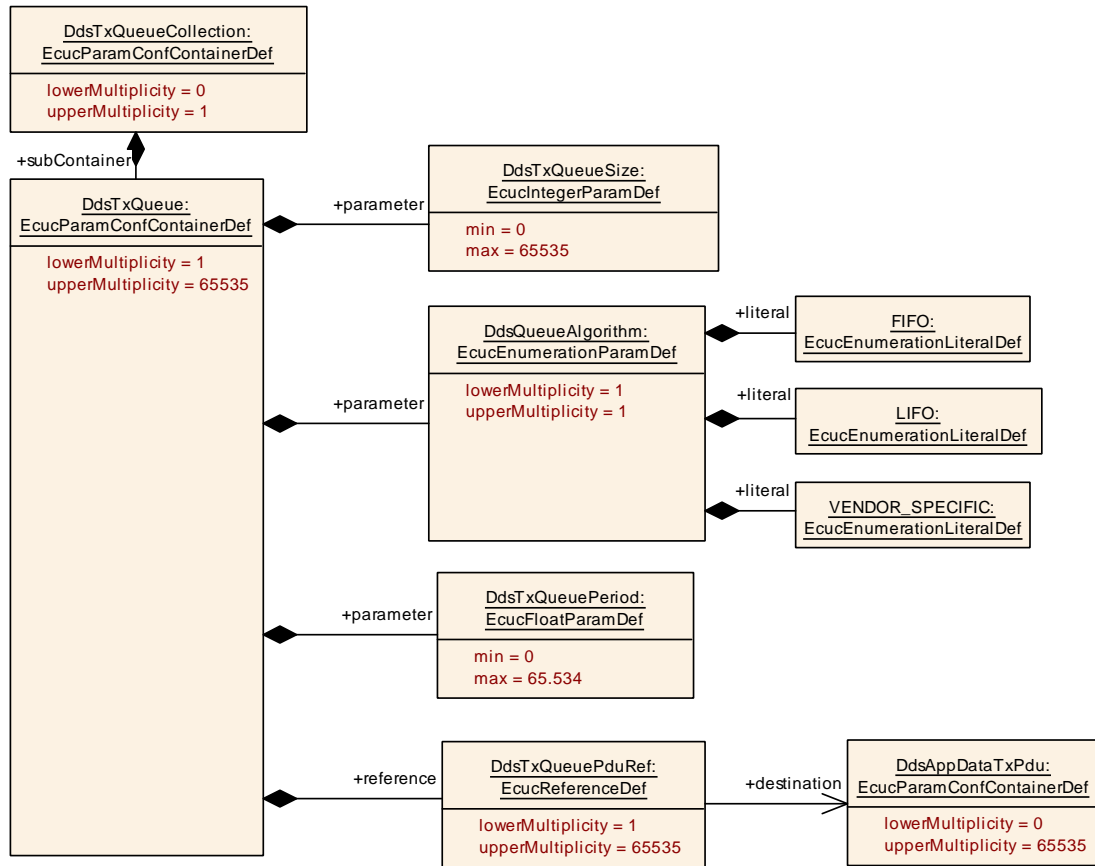 DdsTxQueueCollection:
EcucParamConfContainerDef
lowerMultiplicity = 0
upperMultiplicity = 1
+subContainer
DdsTxQueue:
EcucParamConfContainerDef
lowerMultiplicity = 1
upperMultiplicity = 65535
+parameter
DdsTxQueueSize:
EcucIntegerParamDef
min = 0
max = 65535
+parameter
DdsQueueAlgorithm:
EcucEnumerationParamDef
lowerMultiplicity = 1
upperMultiplicity = 1
+literal
FIFO:
EcucEnumerationLiteralDef
+literal
LIFO:
EcucEnumerationLiteralDef
+literal
VENDOR_SPECIFIC:
EcucEnumerationLiteralDef
+parameter
DdsTxQueuePeriod:
EcucFloatParamDef
min = 0
max = 65.534
+reference
DdsTxQueuePduRef:
EcucReferenceDef
lowerMultiplicity = 1
upperMultiplicity = 65535
+destination
DdsAppDataTxPdu:
EcucParamConfContainerDef
lowerMultiplicity = 0
upperMultiplicity = 65535